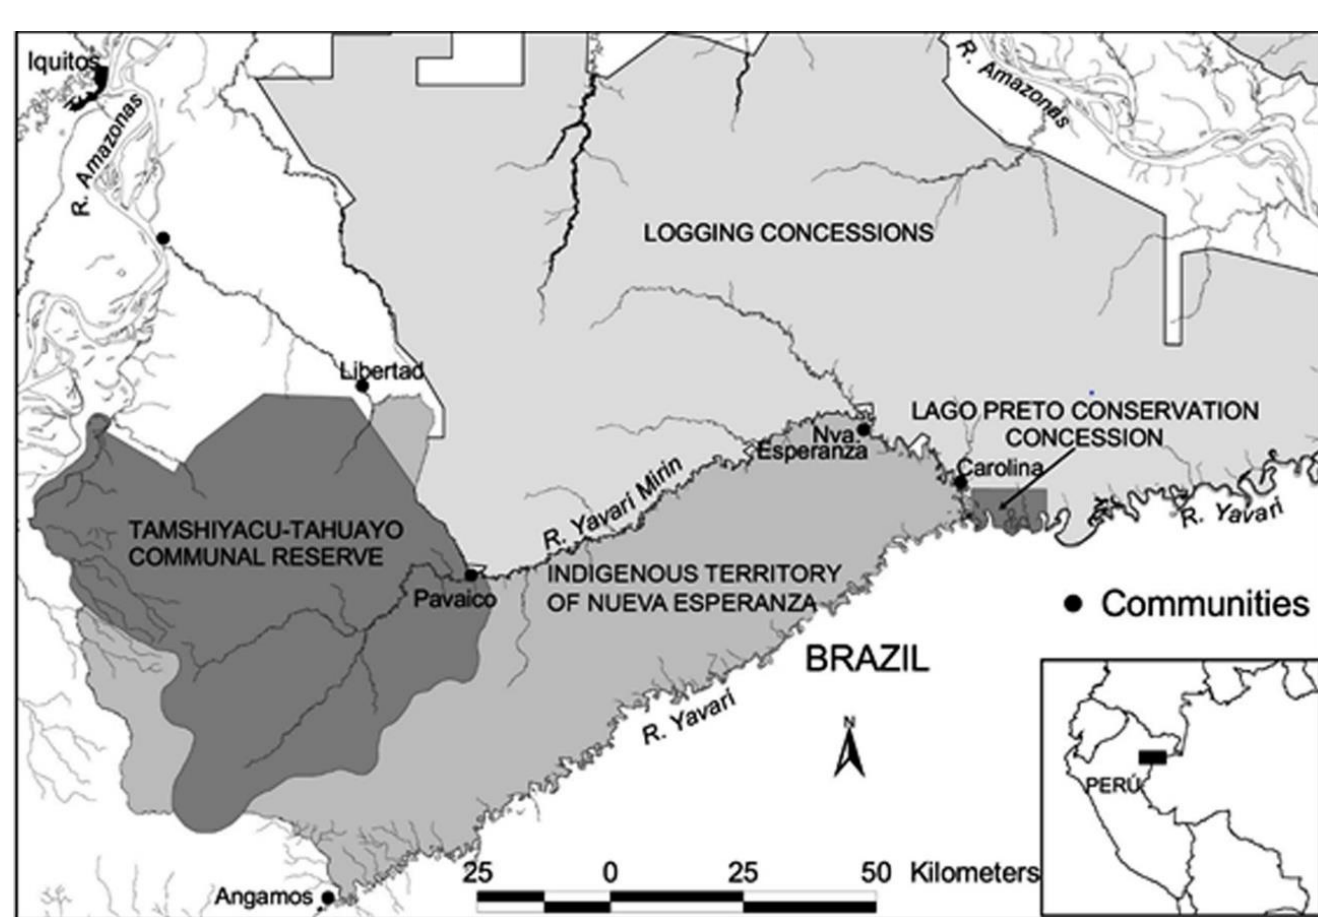 Iquitos
R. Amazonas
R. Amazonas
LOGGING CONCESSIONS
Libertad
LAGO PRETO CONSERVATION
CONCESSION
Nva.
Esperanza
Carolina
R. Yavari Mirin
R. Yavari
TAMSHIYACU-TAHUAYO
COMMUNAL RESERVE
Pavaico
INDIGENOUS TERRITORY
OF NUEVA ESPERANZA
Communities
BRAZIL
R. Yavari
N
PERÚ
25 0 25 50 Kilometers
Angamos